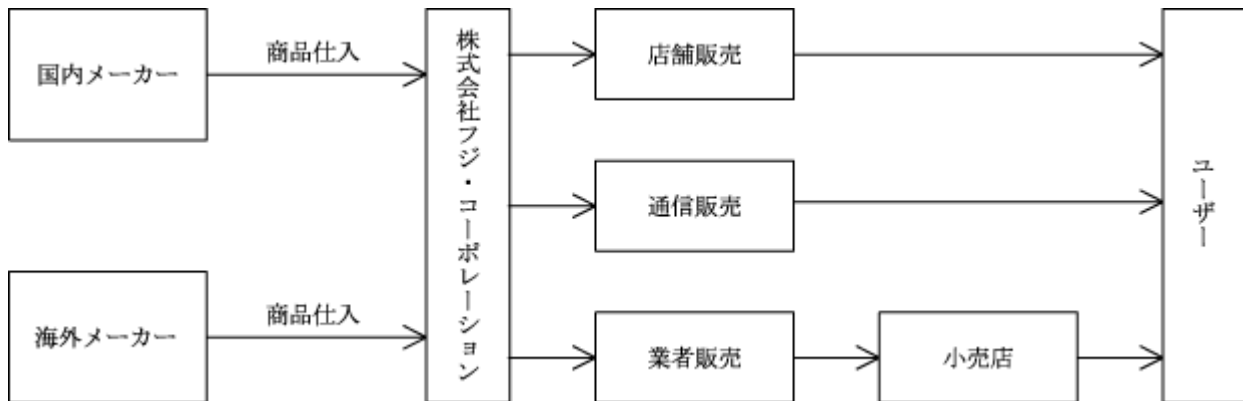 国内メーカー
商品仕入
海外メーカー
商品仕入
株式会社フジ・コーポレーション
店舗販売
通信販売
業者販売
小売店
ユーザー